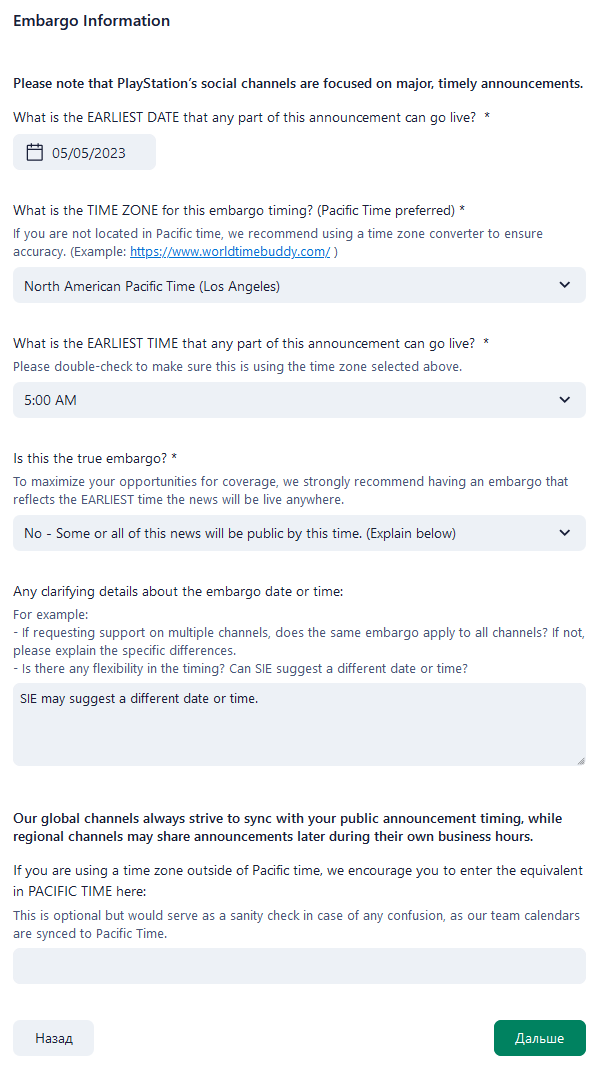 Embargo Information
Please note that PlayStation's social channels are focused on major, timely announcements.
What is the EARLIEST DATE that any part of this announcement can go live? *
05/05/2023
What is the TIME ZONE for this embargo timing? (Pacific Time preferred) *
If you are not located in Pacific time, we recommend using a time zone converter to ensure
accuracy. (Example: https://www.worldtimebuddy.com/ )
North American Pacific Time (Los Angeles)
What is the EARLIEST TIME that any part of this announcement can go live? *
Please double-check to make sure this is using the time zone selected above.
5:00 AM
Is this the true embargo? *
To maximize your opportunities for coverage, we strongly recommend having an embargo that
reflects the EARLIEST time the news will be live anywhere.
No - Some or all of this news will be public by this time. (Explain below)
Any clarifying details about the embargo date or time:
For example:
- If requesting support on multiple channels, does the same embargo apply to all channels? If not,
please explain the specific differences.
- Is there any flexibility in the timing? Can SIE suggest a different date or time?
SIE may suggest a different date or time.
Our global channels always strive to sync with your public announcement timing, while
regional channels may share announcements later during their own business hours.
If you are using a time zone outside of Pacific time, we encourage you to enter the equivalent
in PACIFIC TIME here:
This is optional but would serve as a sanity check in case of any confusion, as our team calendars
are synced to Pacific Time.
Назад
Дальше